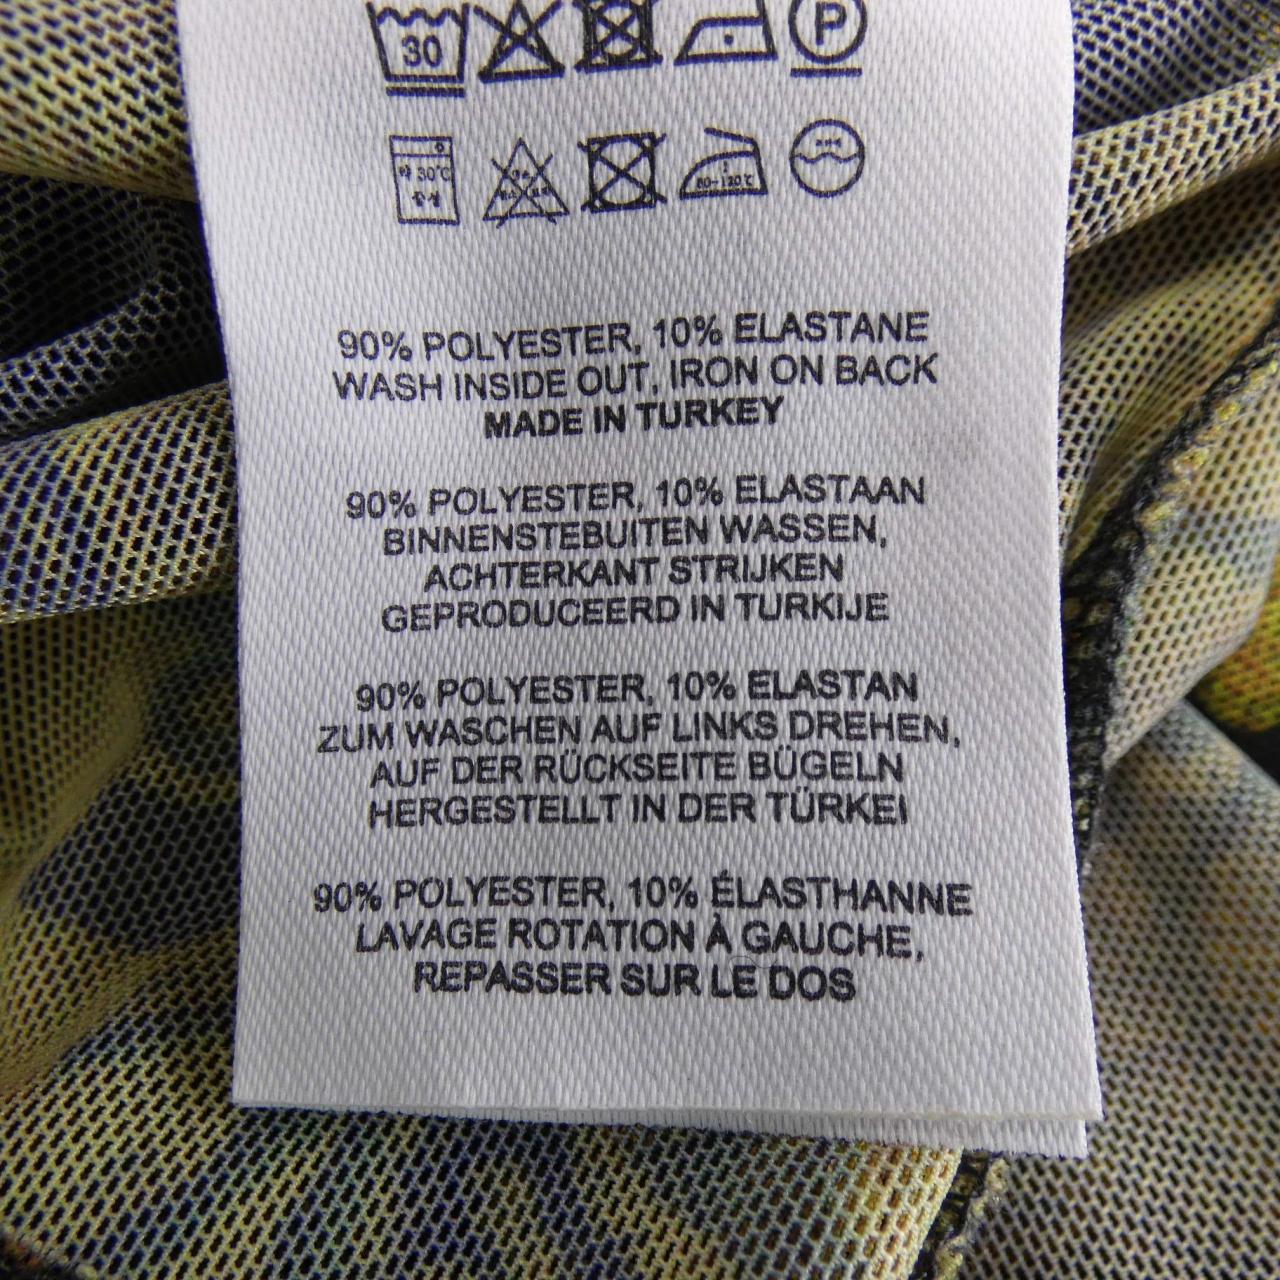 30 P
30°C 80-120°C
90% POLYESTER, 10% ELASTANE
WASH INSIDE OUT, IRON ON BACK
MADE IN TURKEY
90% POLYESTER, 10% ELASTAAN
BINNENSTEBUITEN WASSEN,
ACHTERKANT STRIJKEN
GEPRODUCEERD IN TURKIJE
90% POLYESTER, 10% ELASTAN
ZUM WASCHEN AUF LINKS DREHEN,
AUF DER RÜCKSEITE BÜGELN
HERGESTELLT IN DER TÜRKEI
90% POLYESTER, 10% ÉLASTHANNE
LAVAGE ROTATION À GAUCHE,
REPASSER SUR LE DOS